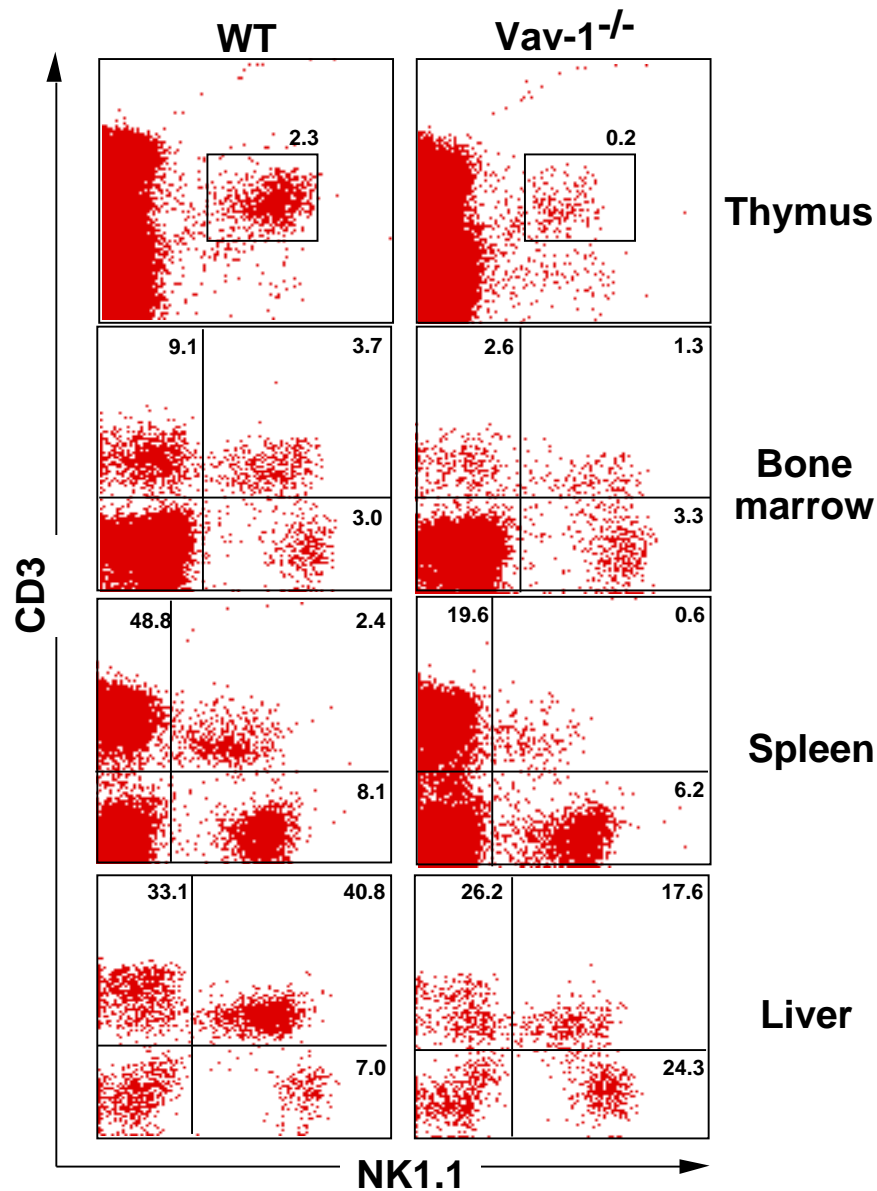 WT
Vav-1-/-
2.3
0.2
Thymus
9.1
3.7
2.6
1.3
Bone
marrow
3.0
3.3
CD3
48.8
2.4
19.6
0.6
Spleen
8.1
6.2
33.1
40.8
26.2
17.6
Liver
7.0
24.3
NK1.1